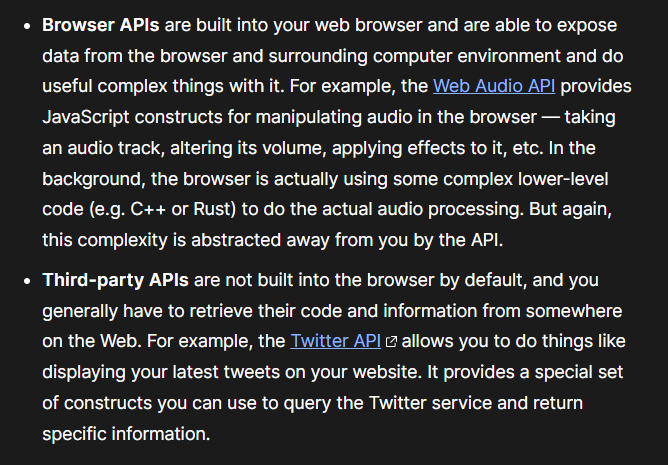 • Browser APIs are built into your web browser and are able to expose
data from the browser and surrounding computer environment and do
useful complex things with it. For example, the Web Audio API provides
JavaScript constructs for manipulating audio in the browser — taking
an audio track, altering its volume, applying effects to it, etc. In the
background, the browser is actually using some complex lower-level
code (e.g. C++ or Rust) to do the actual audio processing. But again,
this complexity is abstracted away from you by the API.
• Third-party APIs are not built into the browser by default, and you
generally have to retrieve their code and information from somewhere
on the Web. For example, the Twitter API allows you to do things like
displaying your latest tweets on your website. It provides a special set
of constructs you can use to query the Twitter service and return
specific information.